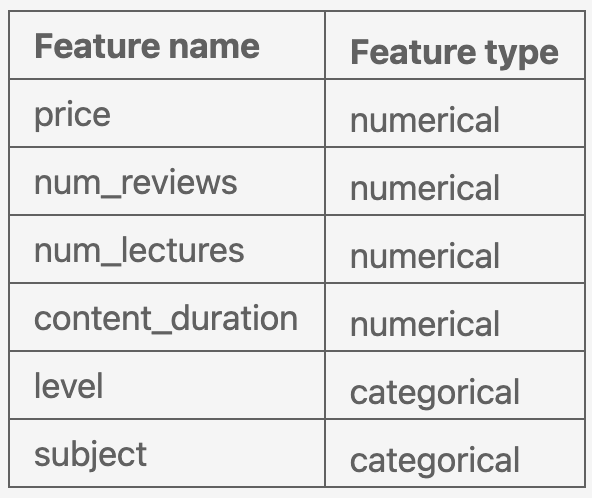 Feature name Feature type
price numerical
num_reviews numerical
num_lectures numerical
content_duration numerical
level categorical
subject categorical